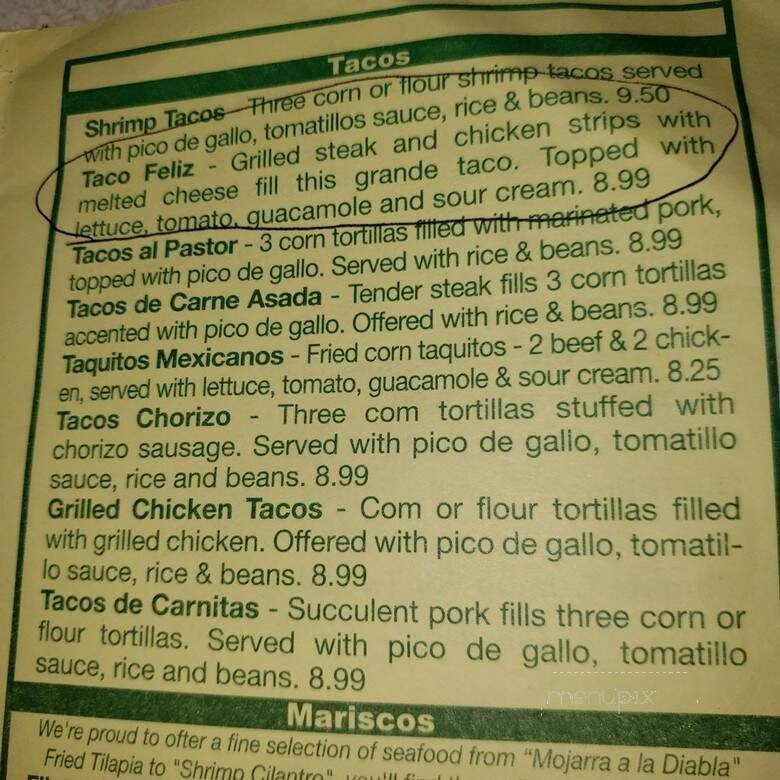 Tacos
Shrimp Tacos - Three corn or flour shrimp tacos served
with pico de gallo, tomatillos sauce, rice & beans. 9.50
Taco Feliz - Grilled steak and chicken strips with
melted cheese fill this grande taco. Topped with
lettuce, tomato, guacamole and sour cream. 8.99
Tacos al Pastor - 3 corn tortillas filled with marinated pork,
topped with pico de gallo. Served with rice & beans. 8.99
Tacos de Carne Asada - Tender steak fills 3 corn tortillas
accented with pico de gallo. Offered with rice & beans. 8.99
Taquitos Mexicanos - Fried corn taquitos - 2 beef & 2 chick-
en, served with lettuce, tomato, guacamole & sour cream. 8.25
Tacos Chorizo - Three com tortillas stuffed with
chorizo sausage. Served with pico de gallo, tomatillo
sauce, rice and beans. 8.99
Grilled Chicken Tacos - Com or flour tortillas filled
with grilled chicken. Offered with pico de gallo, tomatil-
lo sauce, rice & beans. 8.99
Tacos de Carnitas - Succulent pork fills three corn or
flour tortillas. Served with pico de gallo, tomatillo
sauce, rice and beans. 8.99
menupix
Mariscos
We're proud to ofter a fine selection of seafood from "Mojarra a la Diabla"
Fried Tilapia to "Shrimp Cilantro"